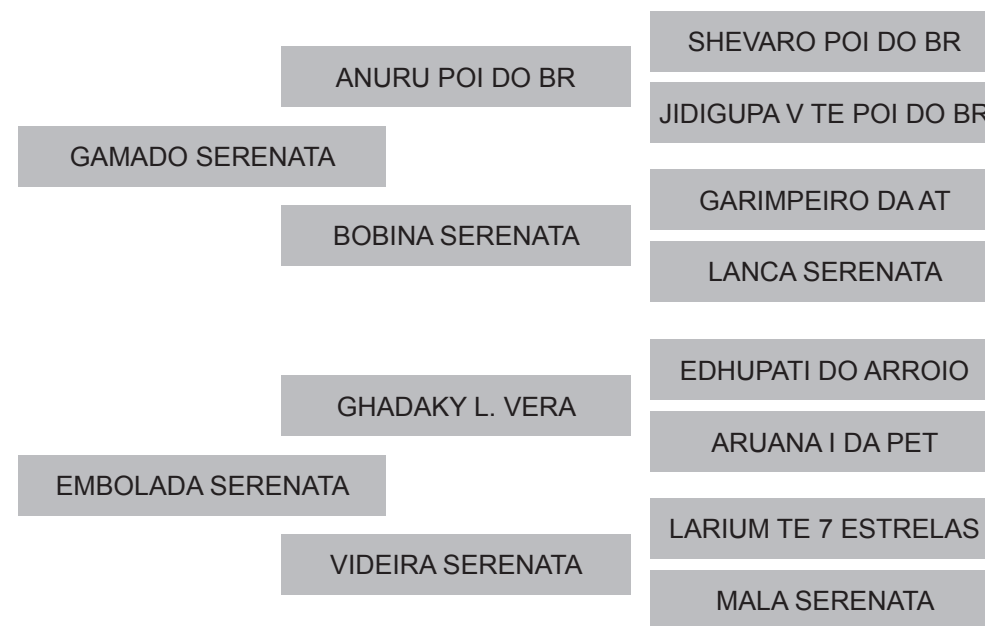 SHEVARO POI DO BR
ANURU POI DO BR
JIDIGUPA V TE POI DO BR
GAMADO SERENATA
GARIMPEIRO DA AT
BOBINA SERENATA
LANCA SERENATA
EDHUPATI DO ARROIO
GHADAKY L. VERA
ARUANA I DA PET
EMBOLADA SERENATA
LARIUM TE 7 ESTRELAS
VIDEIRA SERENATA
MALA SERENATA